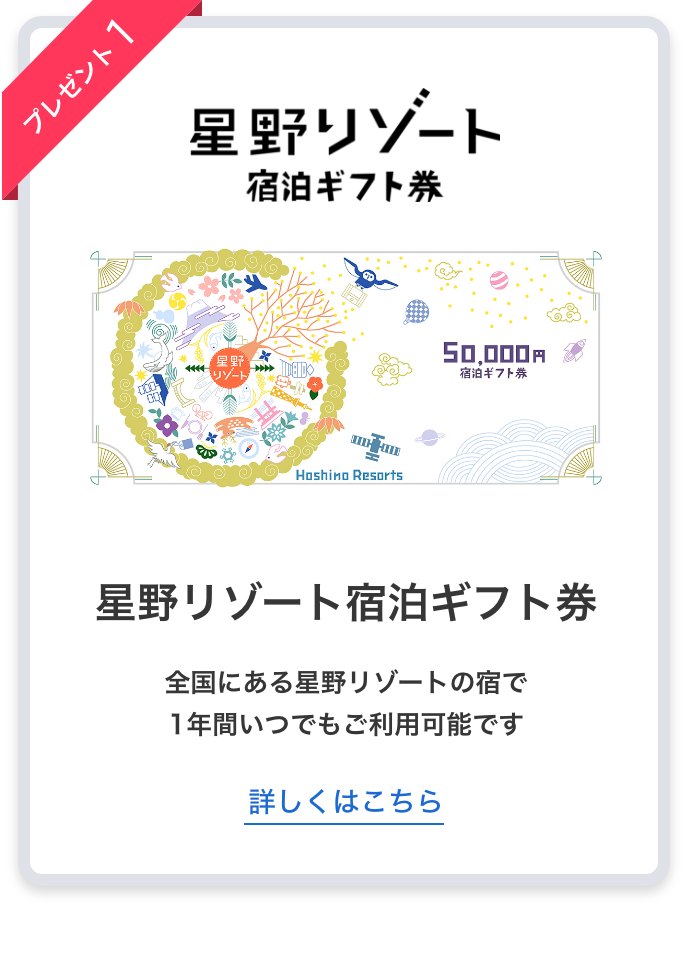 プレゼント1
星野リゾート
宿泊ギフト券
星野
リゾート
50,000円
宿泊ギフト券
Hoshino Resorts
星野リゾート宿泊ギフト券
全国にある星野リゾートの宿で
1年間いつでもご利用可能です
詳しくはこちら